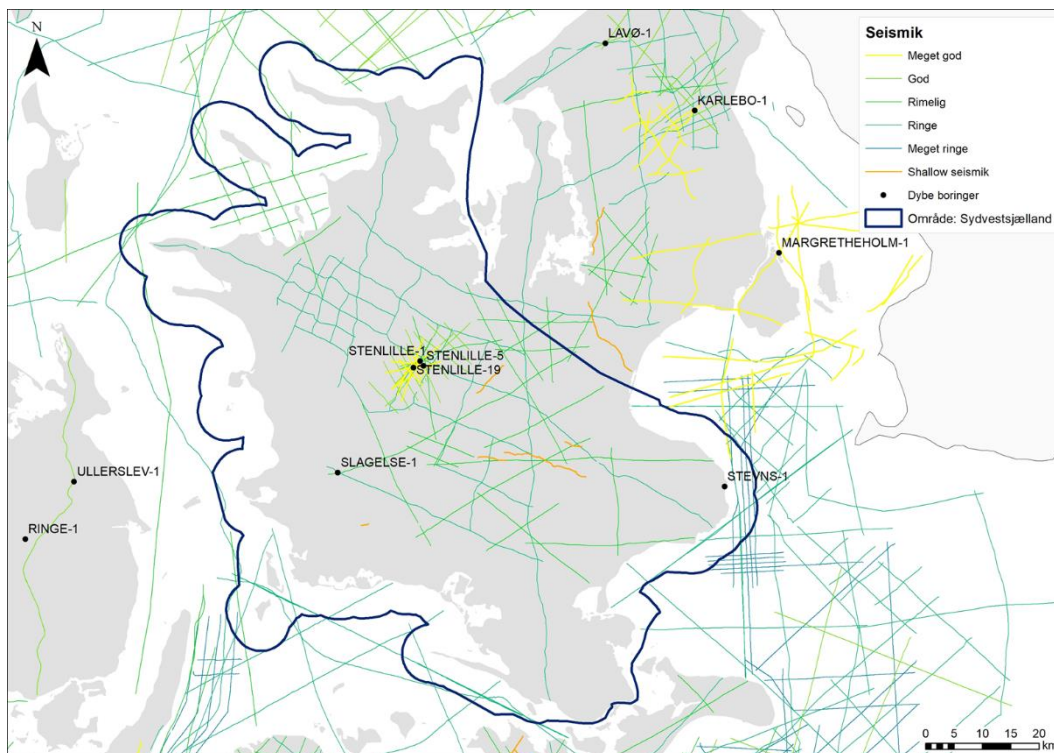 N
LAVØ-1
KARLEBO-1
MARGRETHEHOLM-1
STENLILLE-1
STENLILLE-5
STENLILLE-19
SLAGELSE-1
STEVNS-1
ULLERSLEV-1
RINGE-1
Seismik
Meget god
God
Rimelig
Ringe
Meget ringe
Shallow seismik
Dybe boringer
Område: Sydvestsjælland
0 5 10 15 20
km